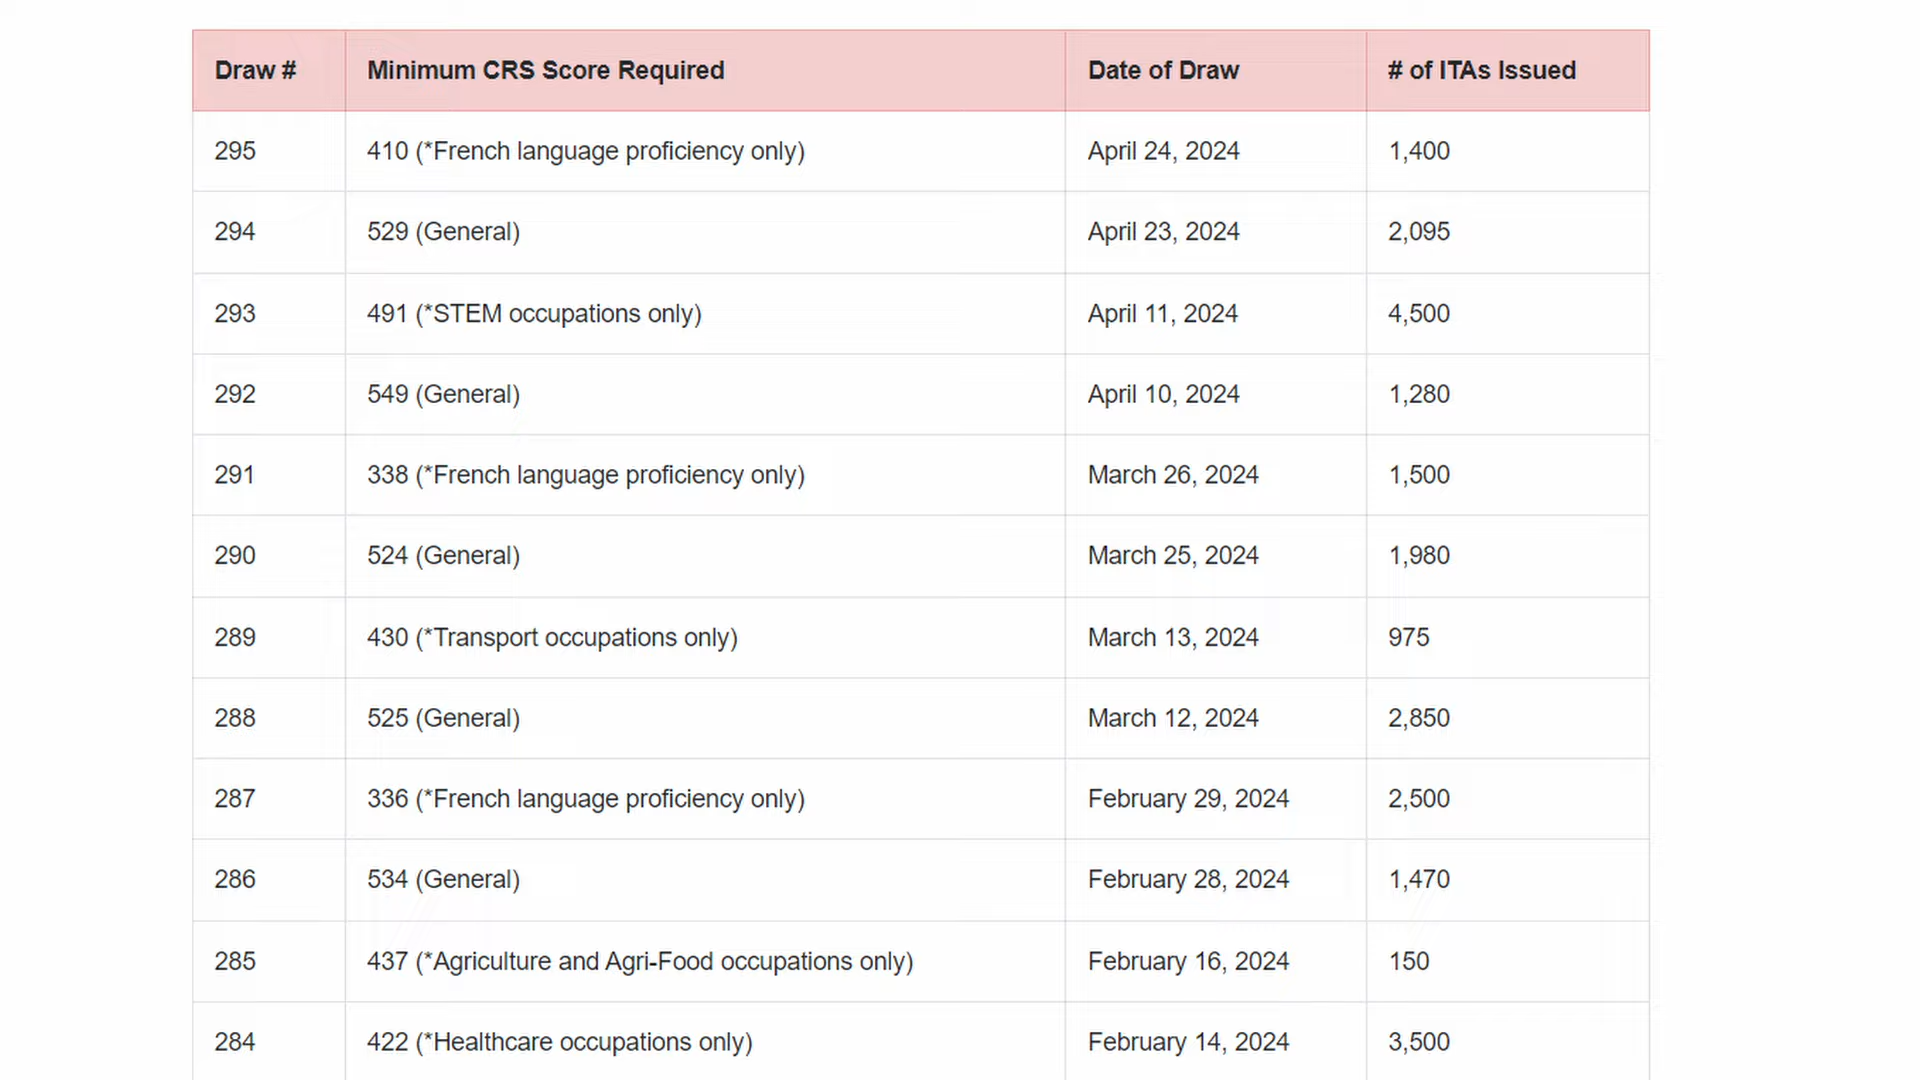 Draw # Minimum CRS Score Required Date of Draw # of ITAs Issued
295 410 (*French language proficiency only) April 24, 2024 1,400
294 529 (General) April 23, 2024 2,095
293 491 (*STEM occupations only) April 11, 2024 4,500
292 549 (General) April 10, 2024 1,280
291 338 (*French language proficiency only) March 26, 2024 1,500
290 524 (General) March 25, 2024 1,980
289 430 (*Transport occupations only) March 13, 2024 975
288 525 (General) March 12, 2024 2,850
287 336 (*French language proficiency only) February 29, 2024 2,500
286 534 (General) February 28, 2024 1,470
285 437 (*Agriculture and Agri-Food occupations only) February 16, 2024 150
284 422 (*Healthcare occupations only) February 14, 2024 3,500